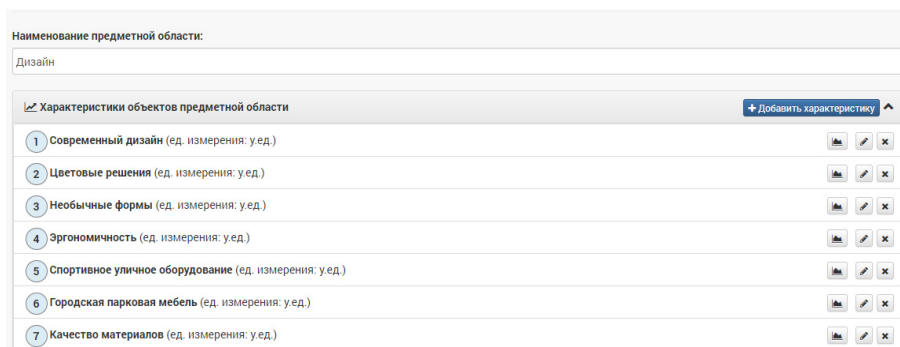 Наименование предметной области:
Дизайн
Характеристики объектов предметной области
+ Добавить характеристику
1 Современный дизайн (ед. измерения: у.ед.)
2 Цветовые решения (ед. измерения: у.ед.)
3 Необычные формы (ед. измерения: у.ед.)
4 Эргономичность (ед. измерения: у.ед.)
5 Спортивное уличное оборудование (ед. измерения: у.ед.)
6 Городская парковая мебель (ед. измерения: у.ед.)
7 Качество материалов (ед. измерения: у.ед.)